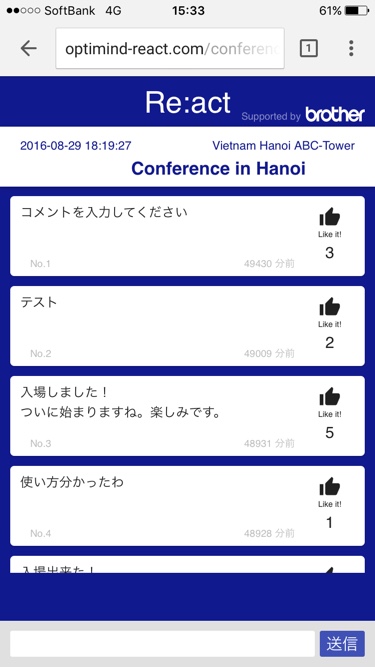 SoftBank 4G 15:33 61%
optimind-react.com/conferenc
1
Re:act
Supported by brother
2016-08-29 18:19:27 Vietnam Hanoi ABC-Tower
Conference in Hanoi
コメントを入力してください
Like it!
3
No.1 49430 分前
テスト
Like it!
2
No.2 49009 分前
入場しました！
ついに始まりますね。楽しみです。
Like it!
5
No.3 48931 分前
使い方分かったわ
Like it!
1
No.4 48928 分前
入場出来た！
送信